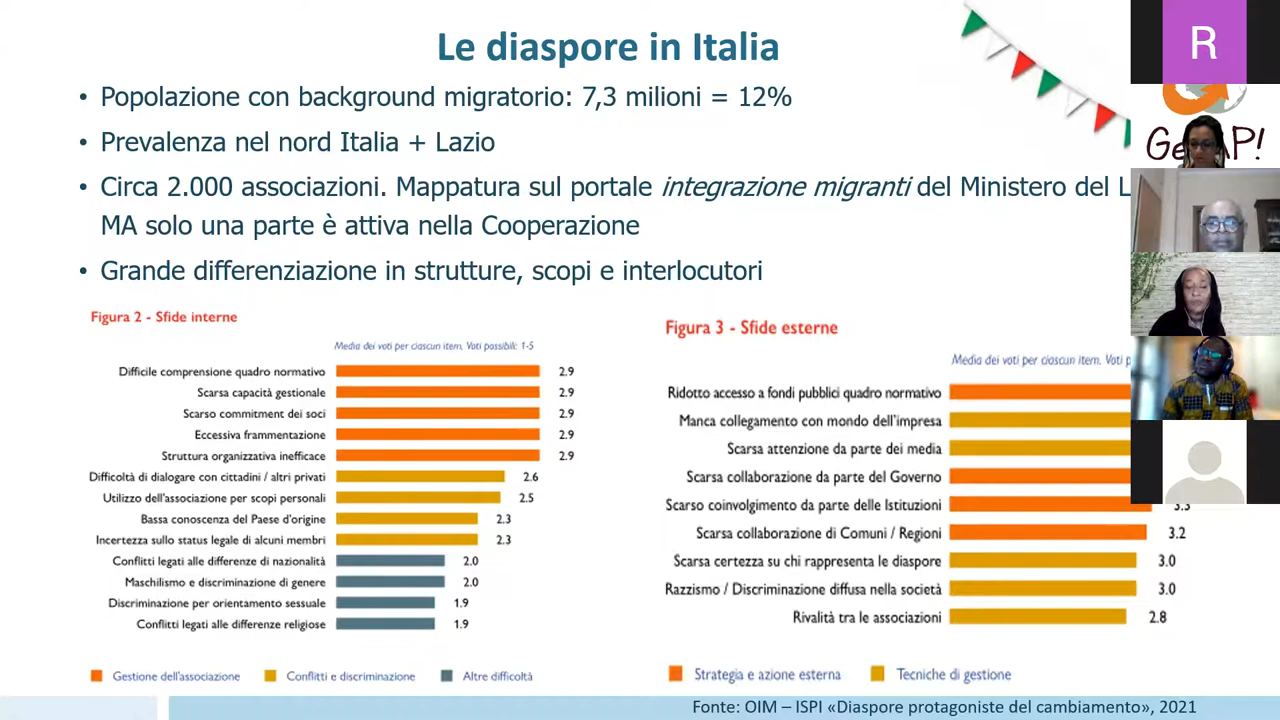 Le diaspore in Italia
• Popolazione con background migratorio: 7,3 milioni = 12%
• Prevalenza nel nord Italia + Lazio
• Circa 2.000 associazioni. Mappatura sul portale integrazione migranti del Ministero del
MA solo una parte è attiva nella Cooperazione
• Grande differenziazione in strutture, scopi e interlocutori
R
Figura 2 - Sfide interne
Media dei voti per ciascun item. Voti possibili: 1-5
Difficile comprensione quadro normativo 2.9
Scarsa capacità gestionale 2.9
Scarso commitment dei soci 2.9
Eccessiva frammentazione 2.9
Struttura organizzativa inefficace 2.9
Difficoltà di dialogare con cittadini / altri privati 2.6
Utilizzo dell'associazione per scopi personali 2.5
Bassa conoscenza del Paese d'origine 2.3
Incertezza sullo status legale di alcuni membri 2.3
Conflitti legati alle differenze di nazionalità 2.0
Maschilismo e discriminazione di genere 2.0
Discriminazione per orientamento sessuale 1.9
Conflitti legati alle differenze religiose 1.9
Gestione dell'associazione
Conflitti e discriminazione
Altre difficoltà
Figura 3 - Sfide esterne
Media dei voti per ciascun item. Voti
Ridotto accesso a fondi pubblici quadro normativo
Manca collegamento con mondo dell'impresa
Scarsa attenzione da parte dei media
Scarsa collaborazione da parte del Governo
Scarso coinvolgimento da parte delle Istituzioni
Scarsa collaborazione di Comuni / Regioni 3.2
Scarsa certezza su chi rappresenta le diaspore 3.0
Razzismo / Discriminazione diffusa nella società 3.0
Rivalità tra le associazioni 2.8
Strategia e azione esterna
Tecniche di gestione
Fonte: OIM – ISPI «Diaspore protagoniste del cambiamento», 2021